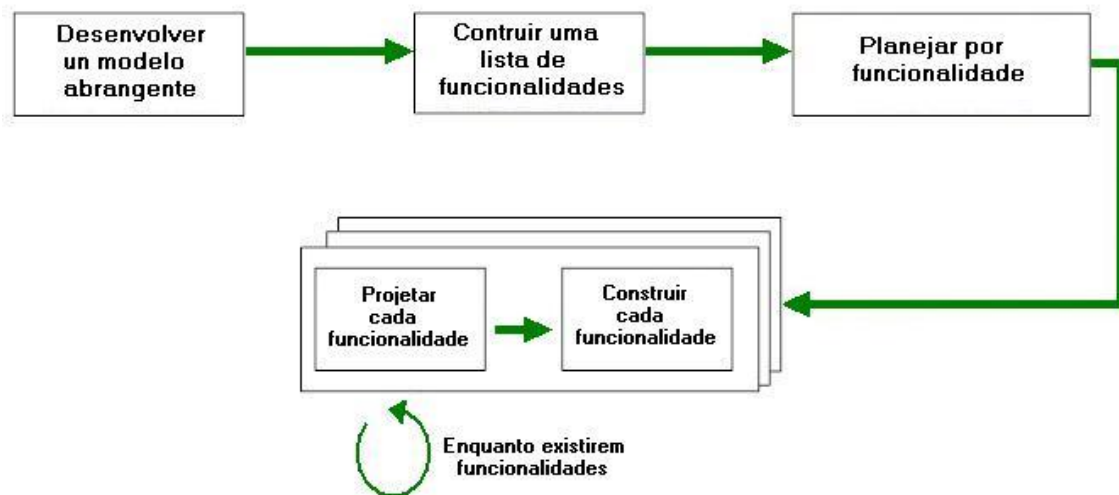 Desenvolver
un modelo
abrangente
Contruir uma
lista de
funcionalidades
Planejar por
funcionalidade
Projetar
cada
funcionalidade
Construir
cada
funcionalidade
Enquanto existirem
funcionalidades